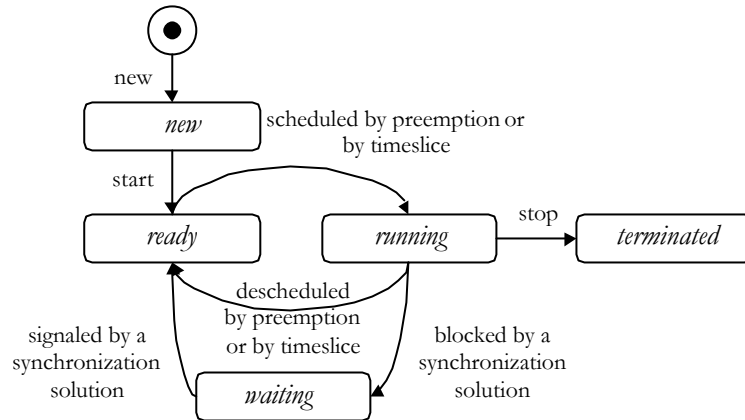 new
new
scheduled by preemption or
by timeslice
start
stop
ready
running
terminated
descheduled
by preemption
or by timeslice
signaled by a
synchronization
solution
blocked by a
synchronization
solution
waiting